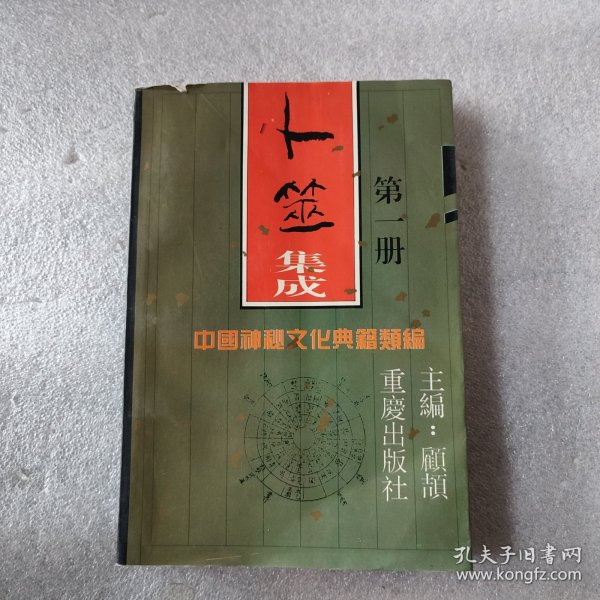 卜筮
集成
第一册
中國神秘文化典籍類編
主編：顧頡
重慶出版社
孔夫子旧书网
www.kongfz.com